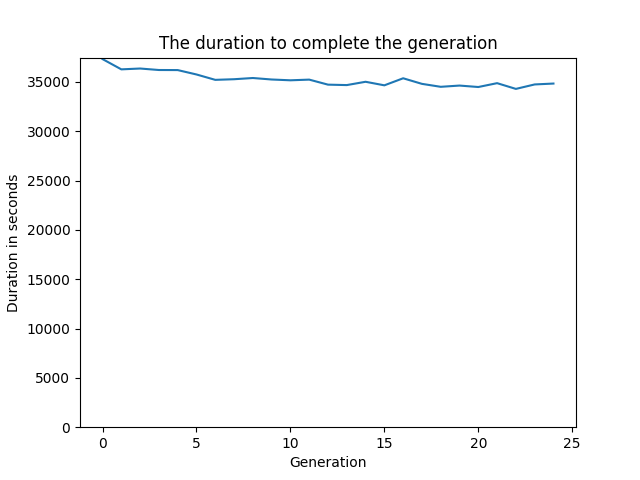 The duration to complete the generation
Duration in seconds
35000
30000
25000
20000
15000
10000
5000
0
0 5 10 15 20 25
Generation